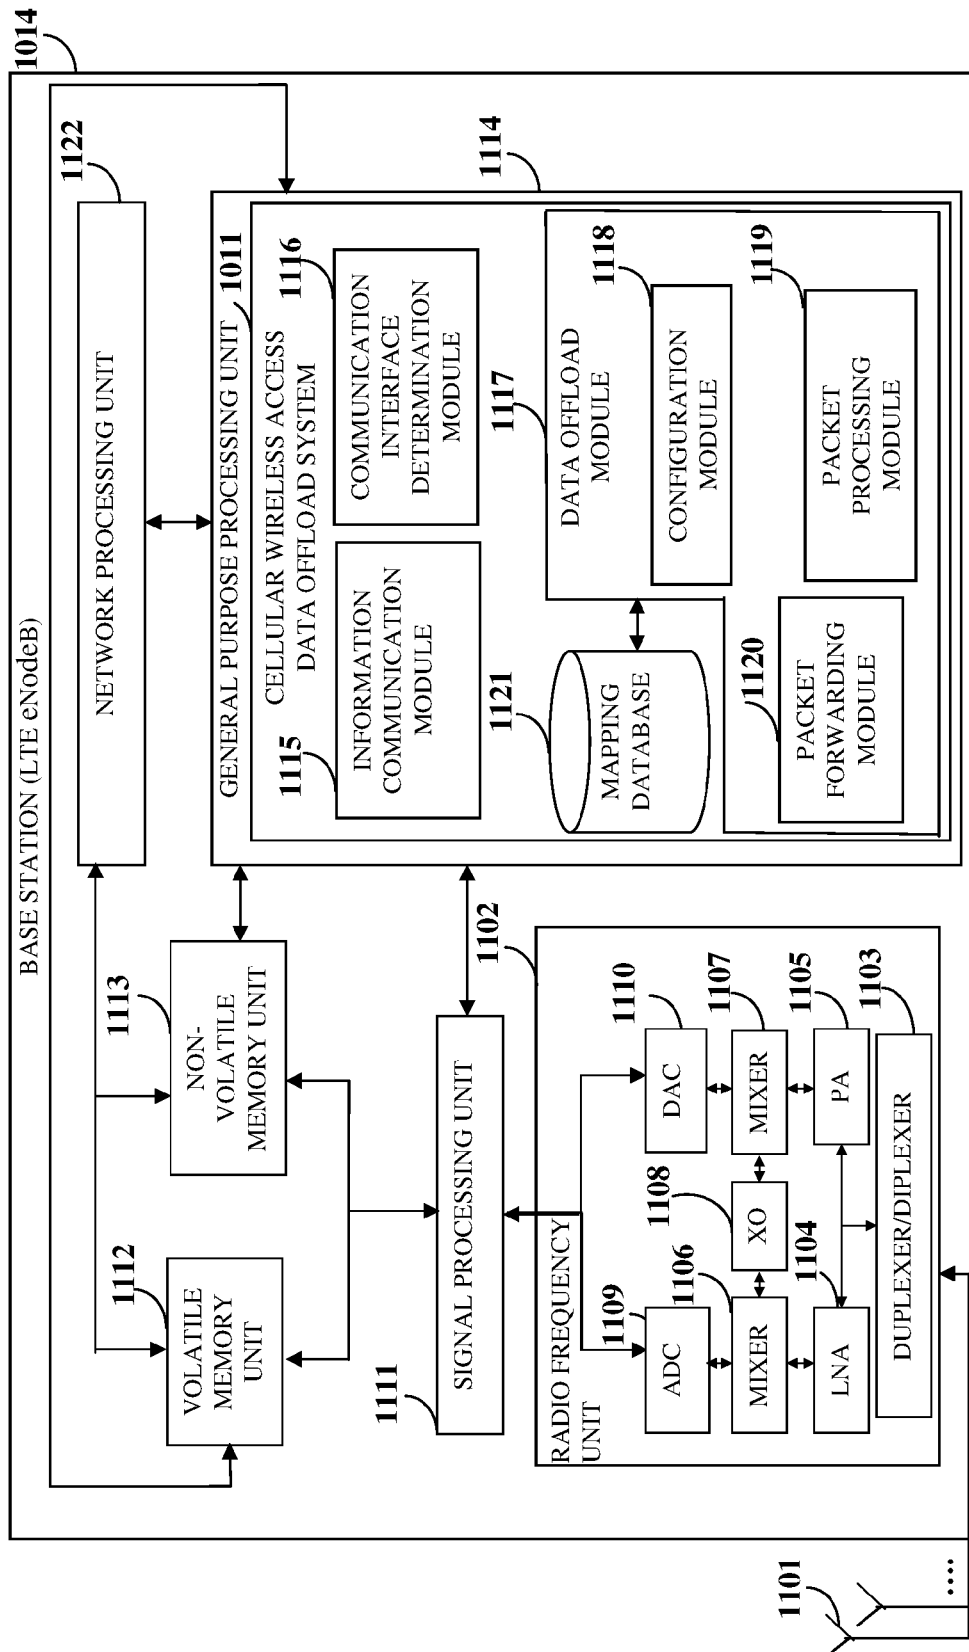 BASE STATION (LTE eNodeB)
1014
NETWORK PROCESSING UNIT
1122
1112
VOLATILE
MEMORY
UNIT
1113
NON-
VOLATILE
MEMORY UNIT
GENERAL PURPOSE PROCESSING UNIT
1011
1114
CELLULAR WIRELESS ACCESS
DATA OFFLOAD SYSTEM
1115
INFORMATION
COMMUNICATION
MODULE
1116
COMMUNICATION
INTERFACE
DETERMINATION
MODULE
1121
MAPPING
DATABASE
1117
DATA OFFLOAD
MODULE
1118
CONFIGURATION
MODULE
1120
PACKET
FORWARDING
MODULE
1119
PACKET
PROCESSING
MODULE
1111
SIGNAL PROCESSING UNIT
1102
RADIO FREQUENCY
UNIT
1109
ADC
1110
DAC
1106
MIXER
1108
XO
1107
MIXER
1104
LNA
1105
PA
1103
DUPLEXER/DIPLEXER
1101
....